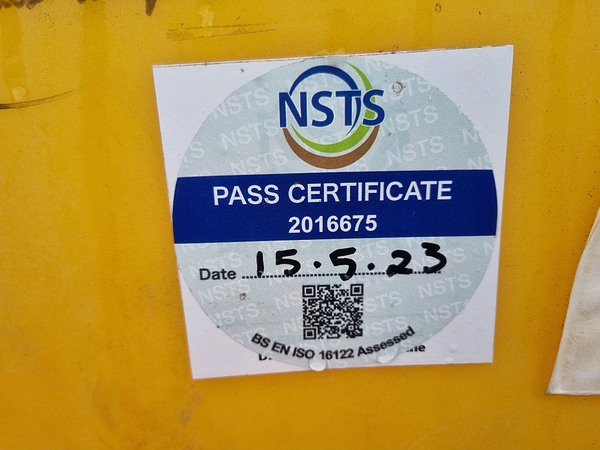 NSTS
PASS CERTIFICATE
2016675
Date 15.5.23
BS EN ISO 16122 Assessed